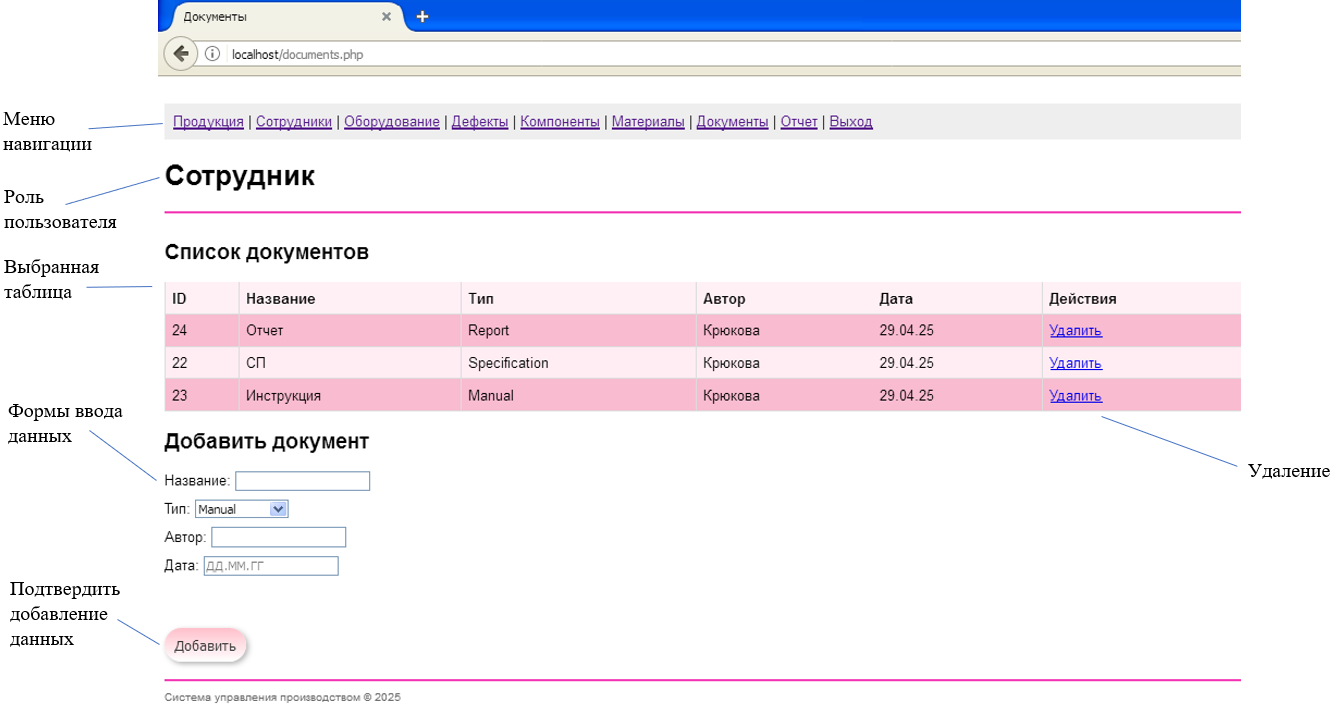 Документы
localhost/documents.php
Меню
навигации
Продукция | Сотрудники | Оборудование | Дефекты | Компоненты | Материалы | Документы | Отчет | Выход
Роль
пользователя
Сотрудник
Список документов
Выбранная
таблица
ID Название Тип Автор Дата Действия
24 Отчет Report Крюкова 29.04.25 Удалить
22 СП Specification Крюкова 29.04.25 Удалить
23 Инструкция Manual Крюкова 29.04.25 Удалить
Формы ввода
данных
Добавить документ
Удаление
Название:
Тип: Manual
Автор:
Дата: ДД.ММ.ГГ
Подтвердить
добавление
данных
Добавить
Система управления производством © 2025